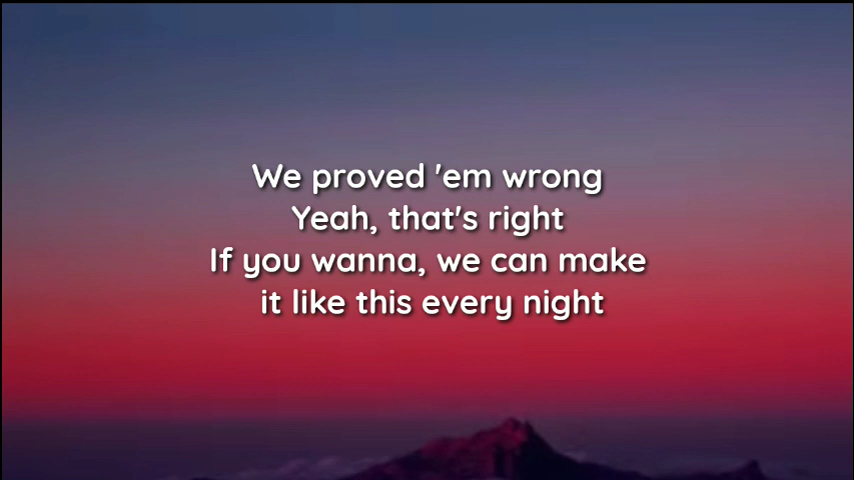 We proved 'em wrong
Yeah, that's right
If you wanna, we can make
it like this every night